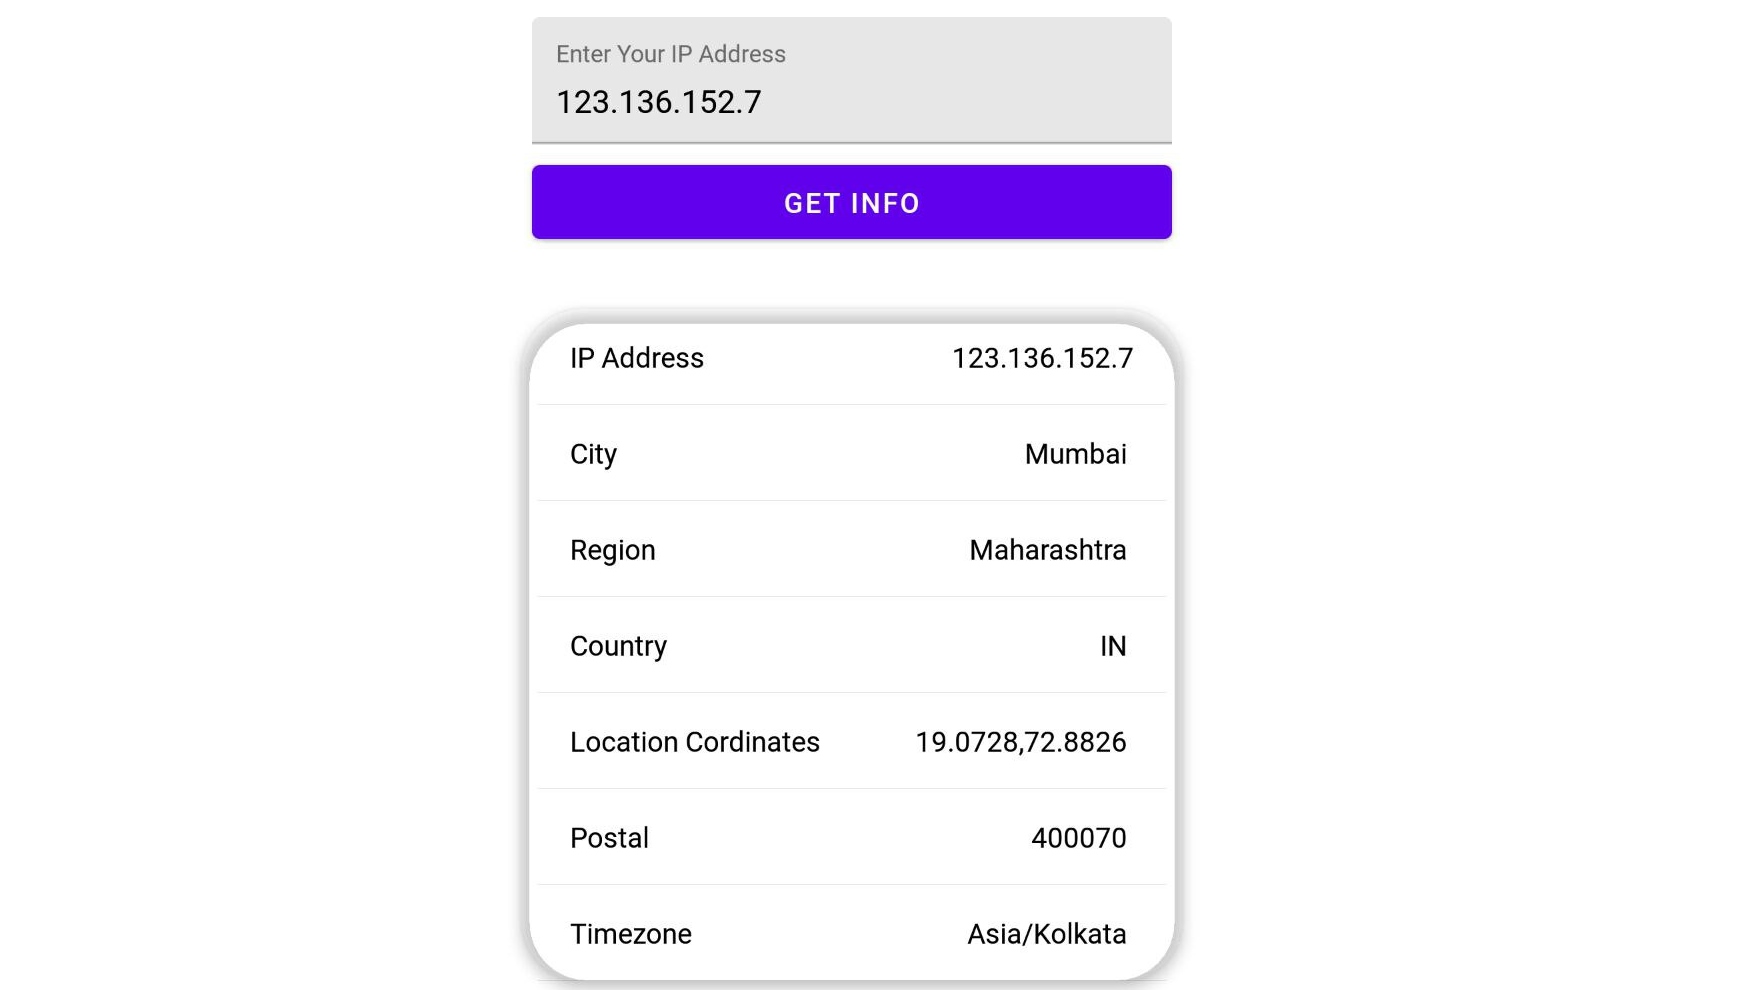 Enter Your IP Address
123.136.152.7
GET INFO
IP Address 123.136.152.7
City Mumbai
Region Maharashtra
Country IN
Location Cordinates 19.0728,72.8826
Postal 400070
Timezone Asia/Kolkata